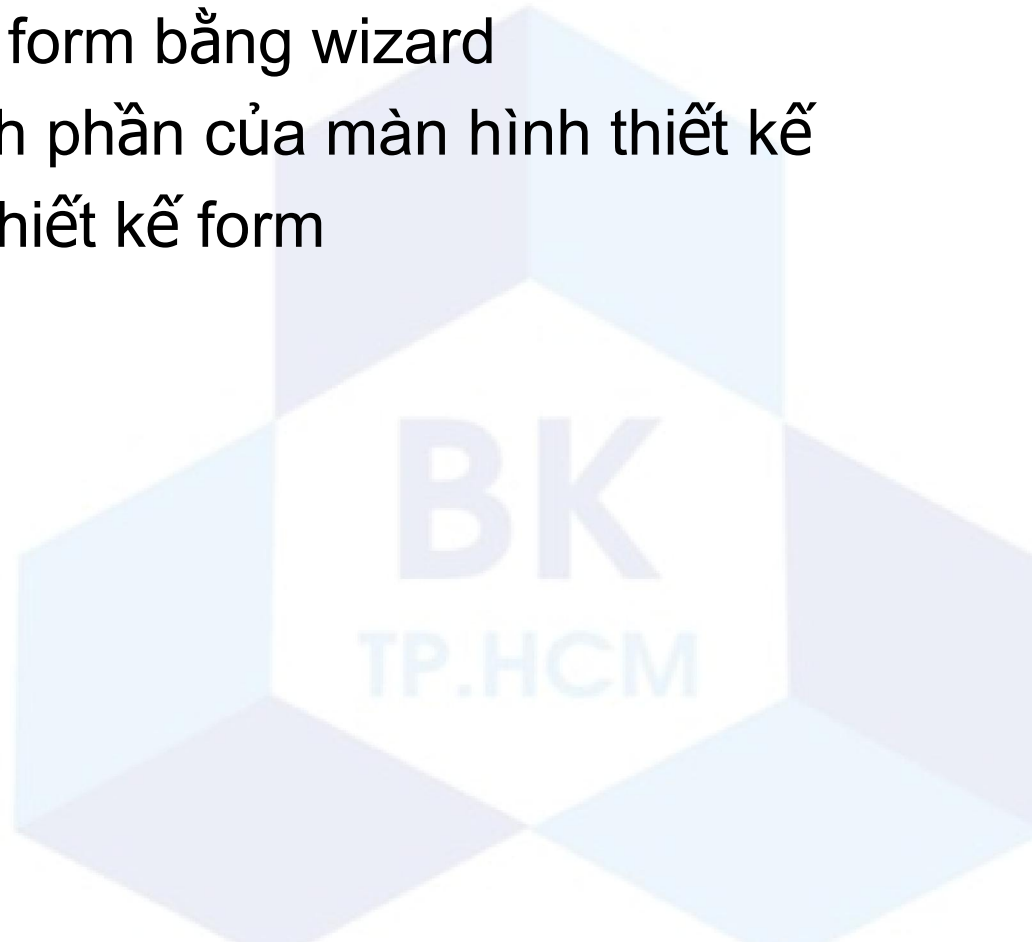 form bằng wizard
h phần của màn hình thiết kế
hiết kế form
BK
TP.HCM